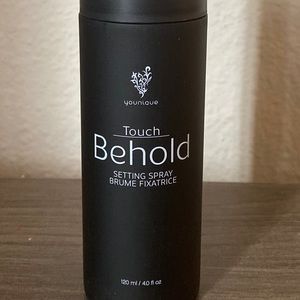 younique
Touch
Behold
SETTING SPRAY
BRUME FIXATRICE
120 ml / 4.0 fl oz